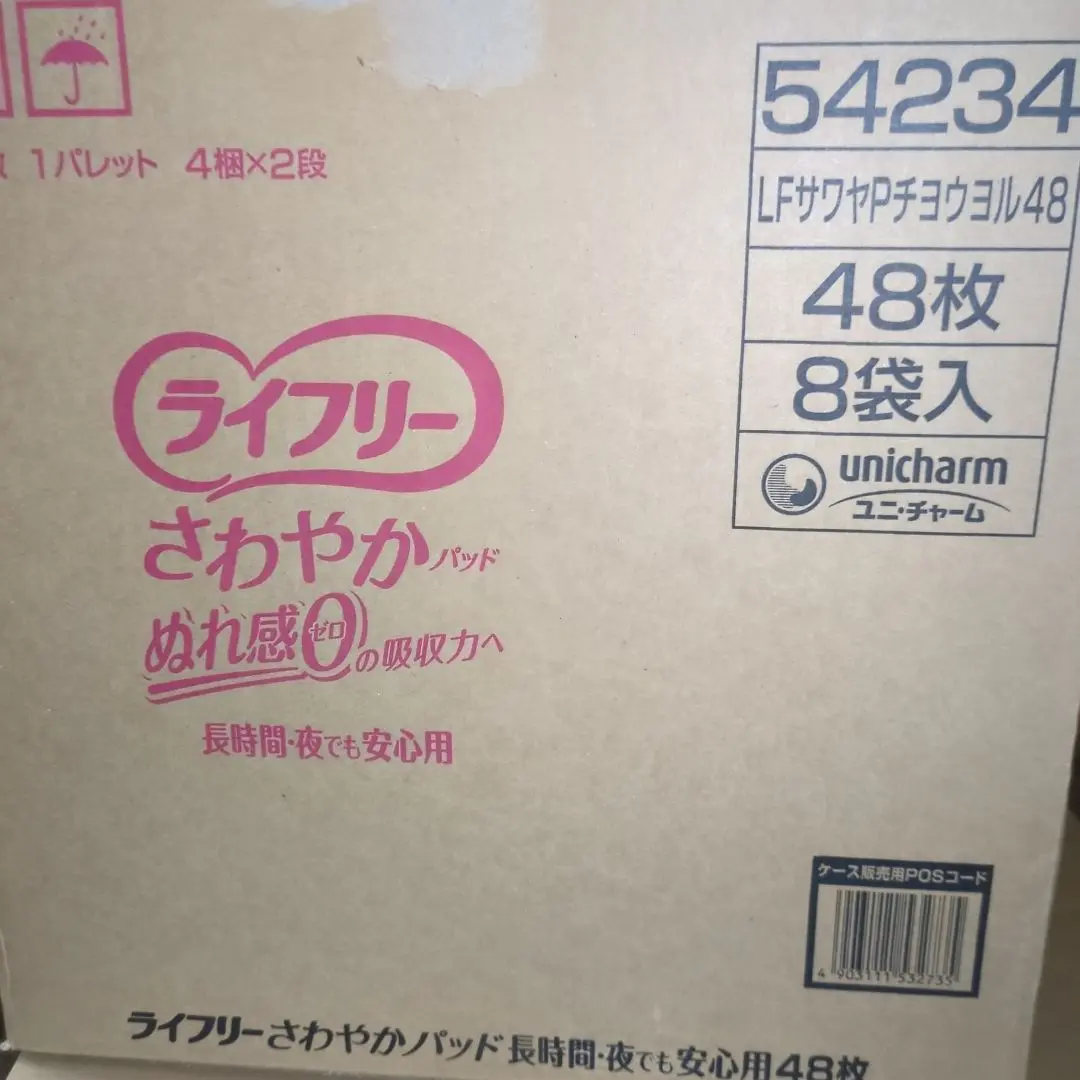 1パレット 4梱×2段
54234
LFサワヤPチヨウヨル48
48枚
8袋入
unicharm
ユニ・チャーム
ライフリー
さわやかパッド
ぬれ感0ゼロの吸収力へ
長時間・夜でも安心用
ケース販売用POSコード
4 903111 532735
ライフリーさわやかパッド長時間・夜でも安心用48枚